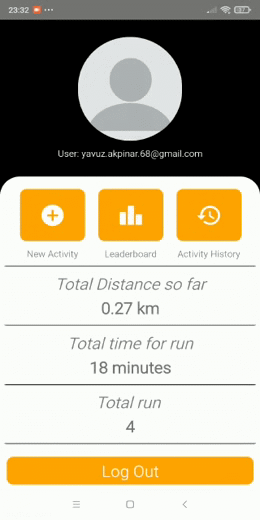 23:32
User: yavuz.akpinar.68@gmail.com
New Activity
Leaderboard
Activity History
Total Distance so far
0.27 km
Total time for run
18 minutes
Total run
4
Log Out